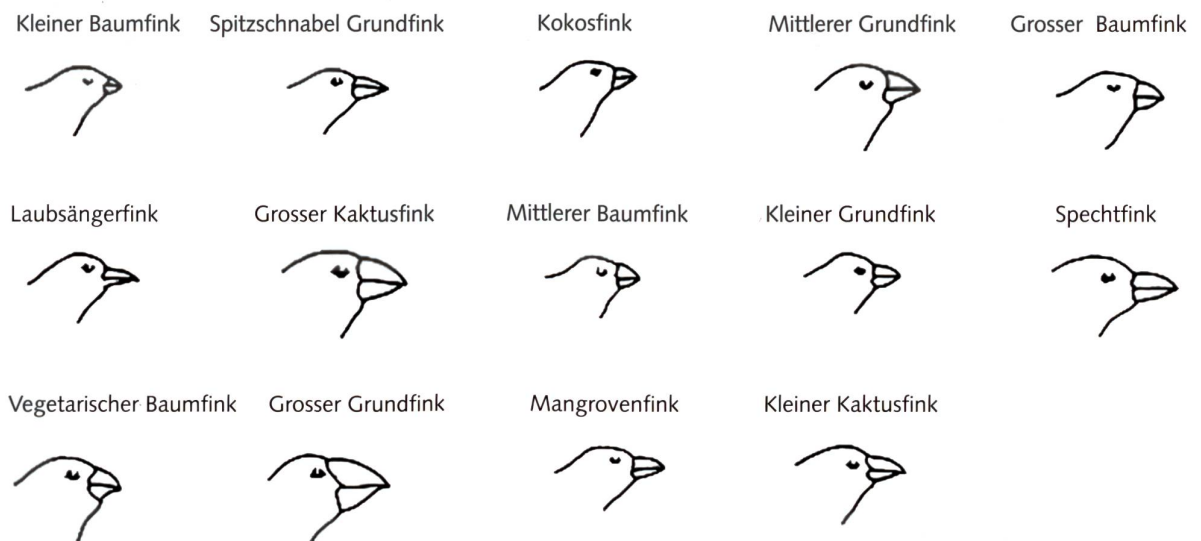 Kleiner Baumfink Spitzschnabel Grundfink Kokosfink Mittlerer Grundfink Grosser Baumfink
Laubsängerfink Grosser Kaktusfink Mittlerer Baumfink Kleiner Grundfink Spechtfink
Vegetarischer Baumfink Grosser Grundfink Mangrovenfink Kleiner Kaktusfink